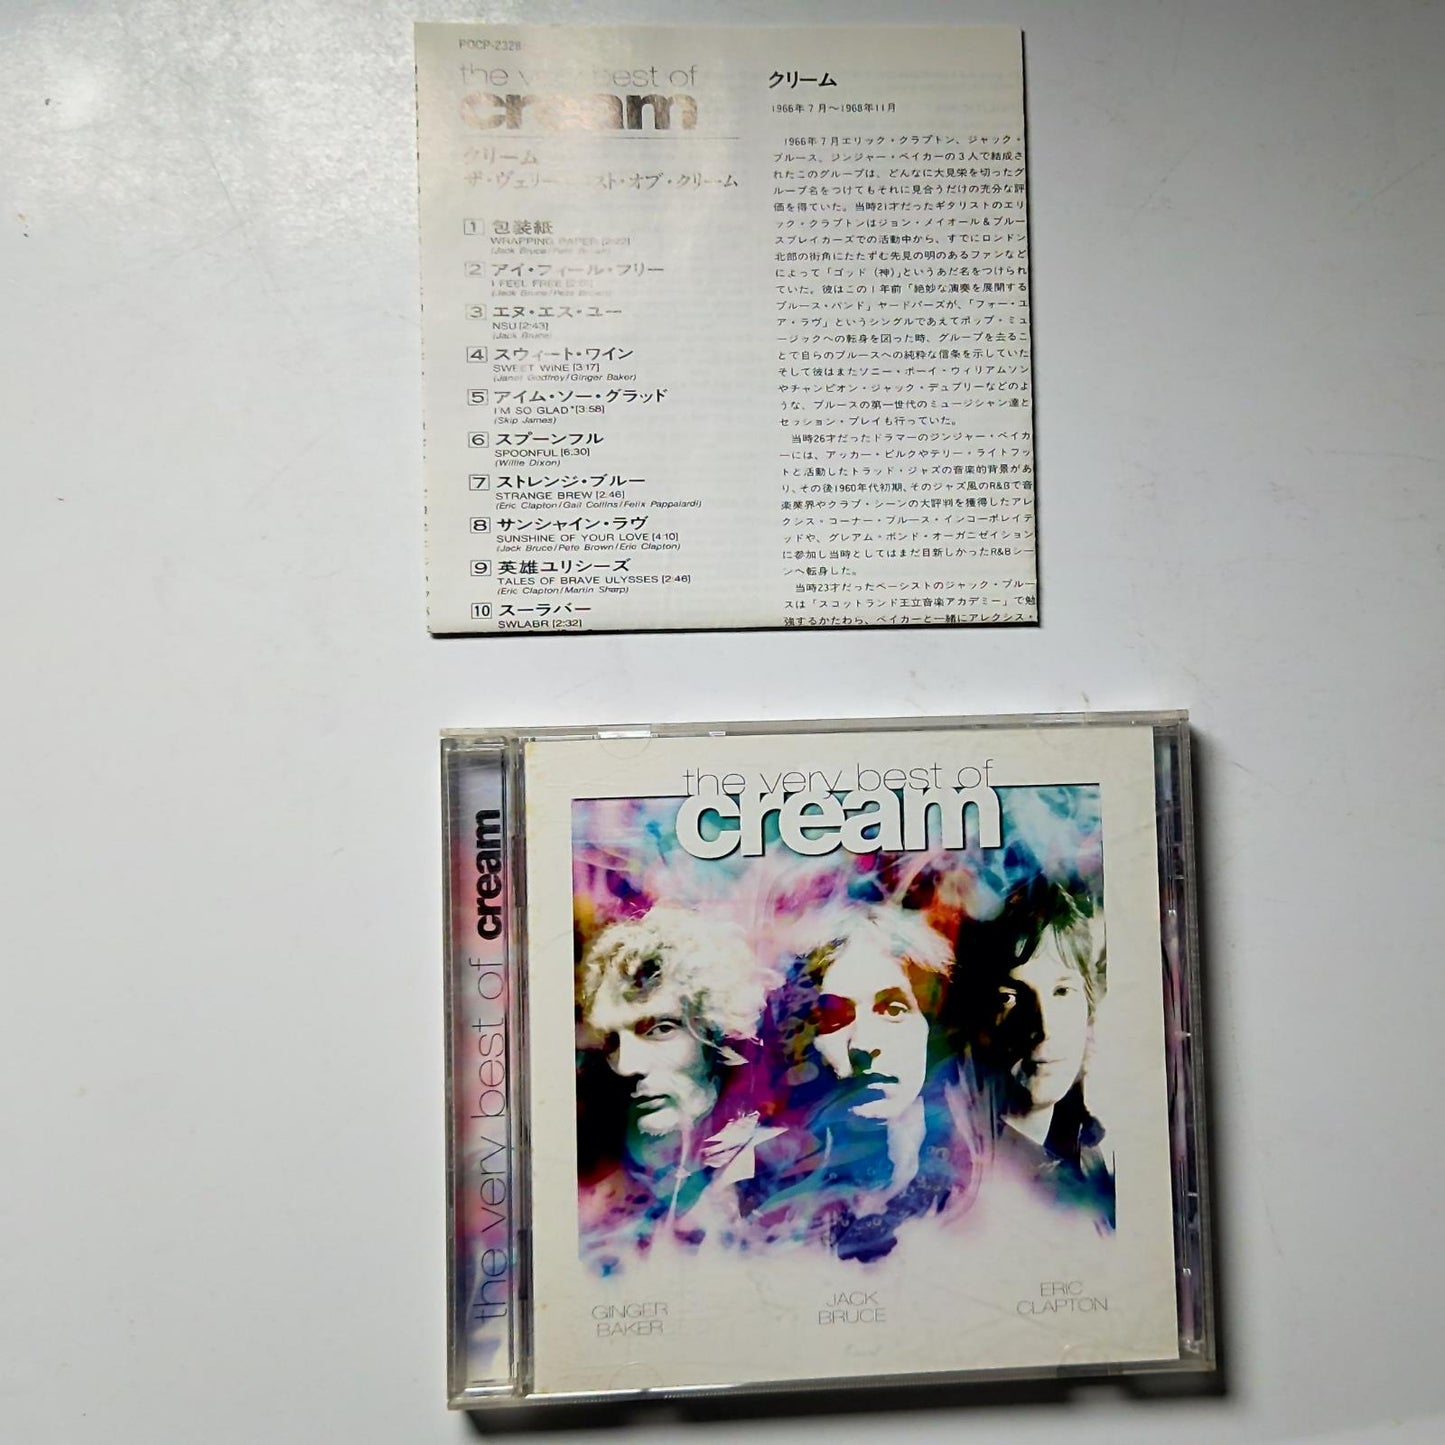 POCP-2328
the very best of
cream
クリーム
ザ・ヴェリー・ベスト・オブ・クリーム
1 包装紙
WRAPPING PAPER [2:22]
(Jack Bruce/Pete Brown)
2 アイ・フィール・フリー
I FEEL FREE
(Jack Bruce/Pete Brown)
3 エヌ・エス・ユー
NSU [2:43]
(Jack Bruce)
4 スウィート・ワイン
SWEET WINE [3:17]
(Janet Godfrey/Ginger Baker)
5 アイム・ソー・グラッド
I'M SO GLAD* [3:58]
(Skip James)
6 スプーンフル
SPOONFUL [6:30]
(Willie Dixon)
7 ストレンジ・ブルー
STRANGE BREW [2:46]
(Eric Clapton/Gail Collins/Felix Pappalardi)
8 サンシャイン・ラヴ
SUNSHINE OF YOUR LOVE [4:10]
(Jack Bruce/Pete Brown/Eric Clapton)
9 英雄ユリシーズ
TALES OF BRAVE ULYSSES [2:46]
(Eric Clapton/Martin Sharp)
10 スーラバー
SWLABR [2:32]
クリーム
1966年7月〜1968年11月
1966年7月エリック・クラプトン、ジャック・
ブルース、ジンジャー・ベイカーの3人で結成さ
れたこのグループは、どんなに大見栄を切ったグ
ループ名をつけてもそれに見合うだけの充分な評
価を得ていた。当時21才だったギタリストのエリ
ック・クラプトンはジョン・メイオール＆ブルー
スブレイカーズでの活動中から、すでにロンドン
北部の街角にたたずむ先見の明のあるファンなど
によって「ゴッド（神）」というあだ名をつけられ
ていた。彼はこの1年前「絶妙な演奏を展開する
ブルース・バンド」ヤードバーズが、「フォー・ユ
ア・ラヴ」というシングルであえてポップ・ミュ
ージックへの転身を図った時、グループを去るこ
とで自らのブルースへの純粋な信条を示していた
そして彼はまたソニー・ボーイ・ウィリアムソン
やチャンピオン・ジャック・デュプリーなどのよ
うな、ブルースの第一世代のミュージシャン達と
セッション・プレイも行っていた。
当時26才だったドラマーのジンジャー・ベイカ
ーには、アッカー・ビルクやテリー・ライトフッ
トと活動したトラッド・ジャズの音楽的背景があ
り、その後1960年代初期、そのジャズ風のR&Bで音
楽業界やクラブ・シーンの大評判を獲得したアレ
クシス・コーナー・ブルース・インコーポレイテ
ッドや、グレアム・ボンド・オーガニゼイション
に参加し当時としてはまだ目新しかったR&Bシー
ンへ転身した。
当時23才だったベーシストのジャック・ブルー
スは「スコットランド王立音楽アカデミー」で勉
強するかたわら、ベイカーと一緒にアレクシス・
the very best of cream
the very best of
cream
GINGER
BAKER
JACK
BRUCE
ERIC
CLAPTON